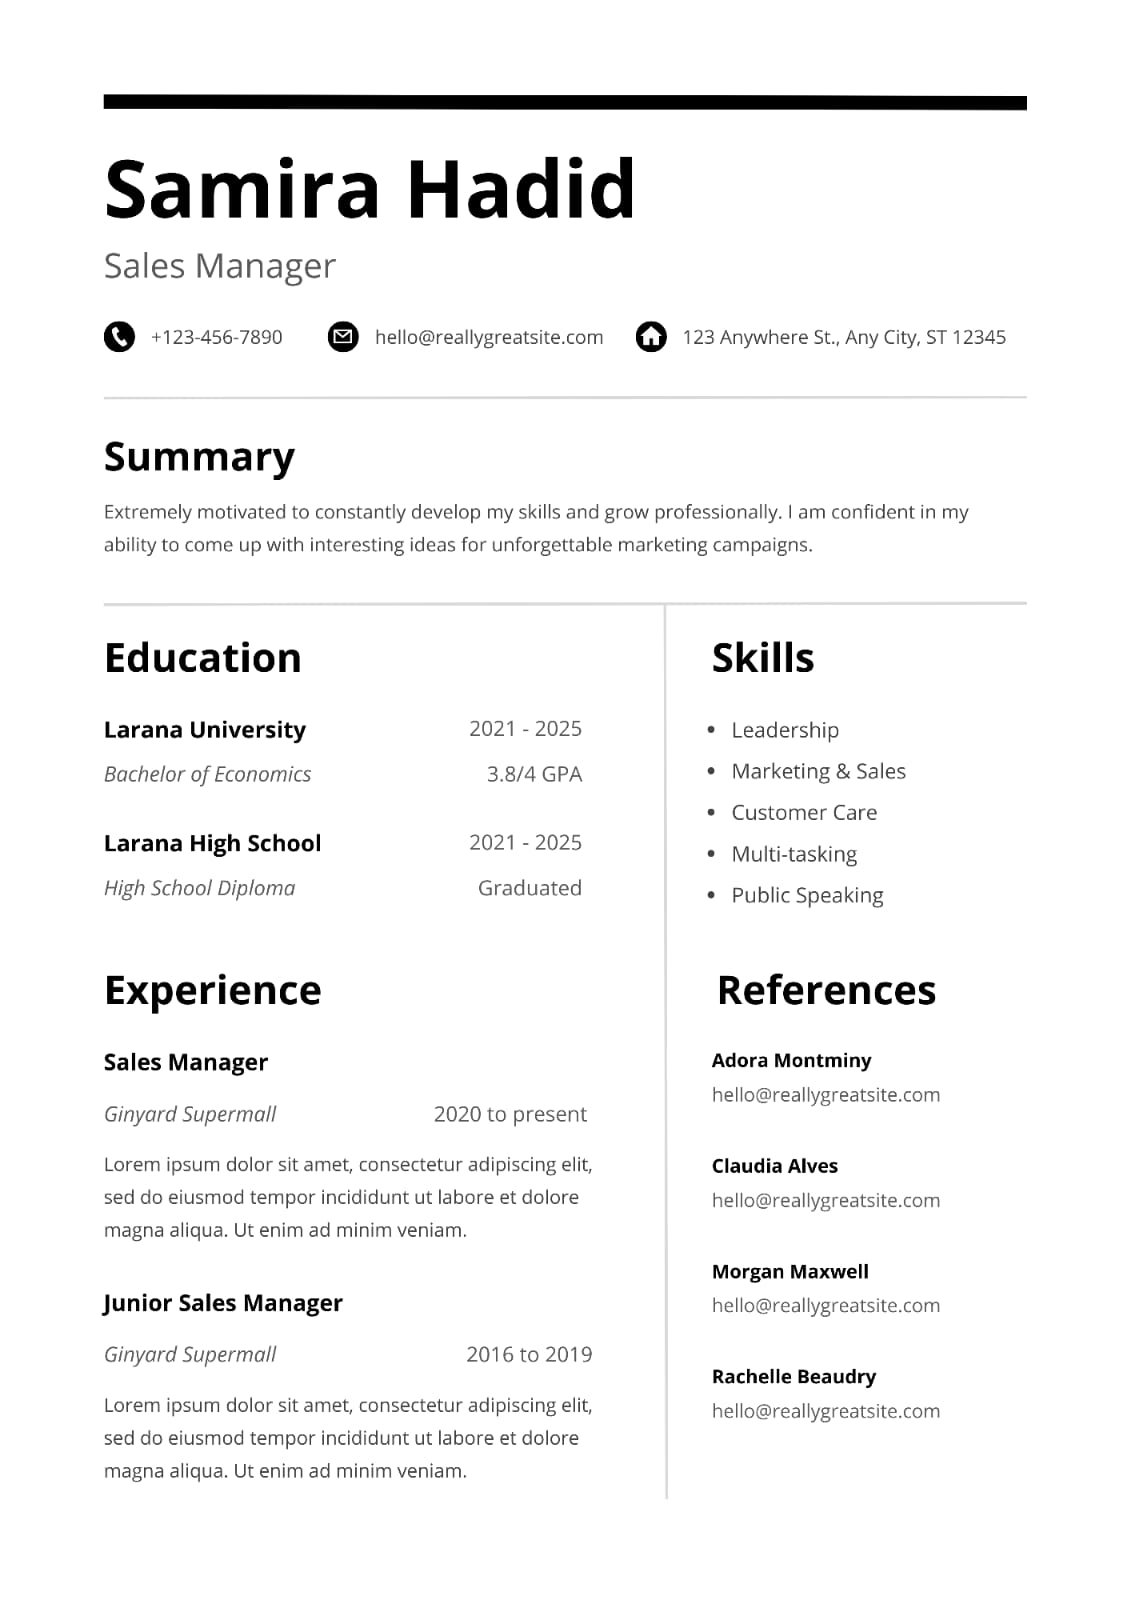 Samira Hadid
Sales Manager
+123-456-7890
hello@reallygreatsite.com
123 Anywhere St., Any City, ST 12345
Summary
Extremely motivated to constantly develop my skills and grow professionally. I am confident in my
ability to come up with interesting ideas for unforgettable marketing campaigns.
Education
Larana University
2021 - 2025
Bachelor of Economics
3.8/4 GPA
Larana High School
2021 - 2025
High School Diploma
Graduated
Experience
Sales Manager
Ginyard Supermall
2020 to present
Lorem ipsum dolor sit amet, consectetur adipiscing elit,
sed do eiusmod tempor incididunt ut labore et dolore
magna aliqua. Ut enim ad minim veniam.
Junior Sales Manager
Ginyard Supermall
2016 to 2019
Lorem ipsum dolor sit amet, consectetur adipiscing elit,
sed do eiusmod tempor incididunt ut labore et dolore
magna aliqua. Ut enim ad minim veniam.
Skills
• Leadership
• Marketing & Sales
• Customer Care
• Multi-tasking
• Public Speaking
References
Adora Montminy
hello@reallygreatsite.com
Claudia Alves
hello@reallygreatsite.com
Morgan Maxwell
hello@reallygreatsite.com
Rachelle Beaudry
hello@reallygreatsite.com